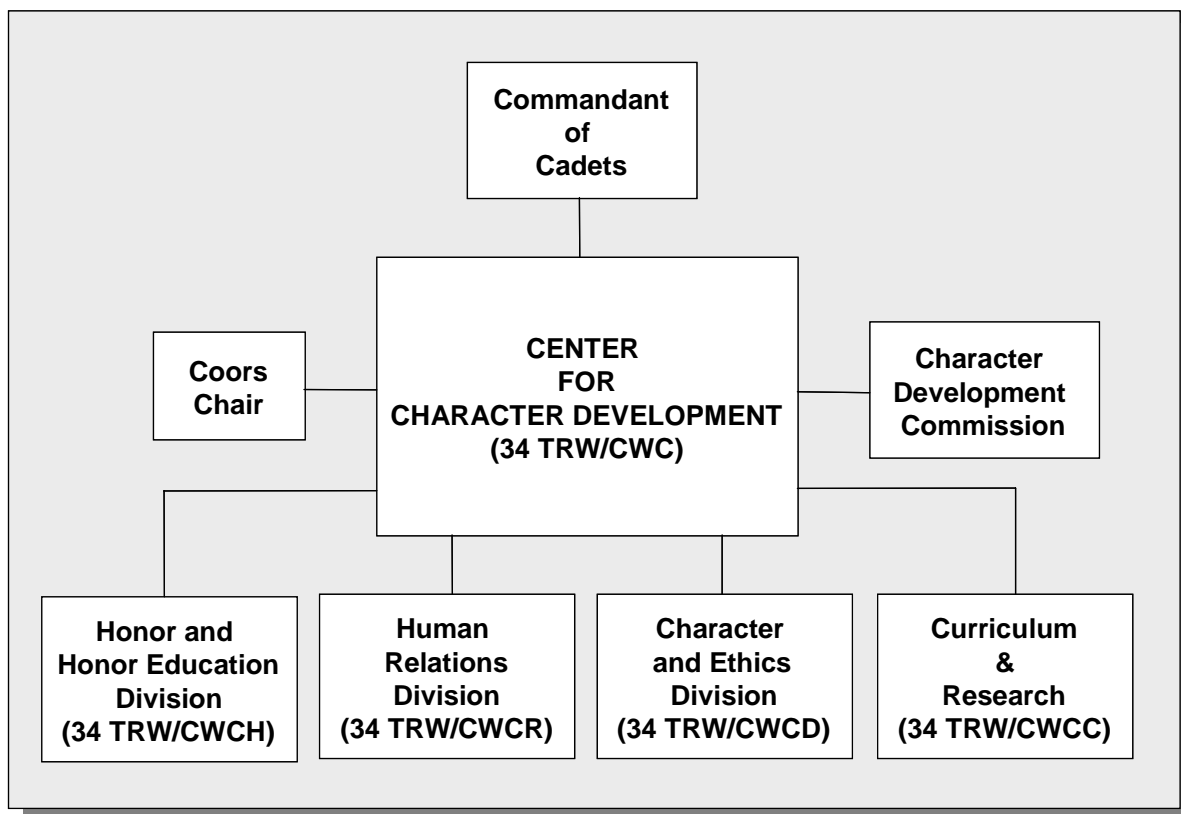 Commandant
of
Cadets
CENTER
FOR
CHARACTER DEVELOPMENT
(34 TRW/CWC)
Coors
Chair
Character
Development
Commission
Honor and
Honor Education
Division
(34 TRW/CWCH)
Human
Relations
Division
(34 TRW/CWCR)
Character
and Ethics
Division
(34 TRW/CWCD)
Curriculum
&
Research
(34 TRW/CWCC)